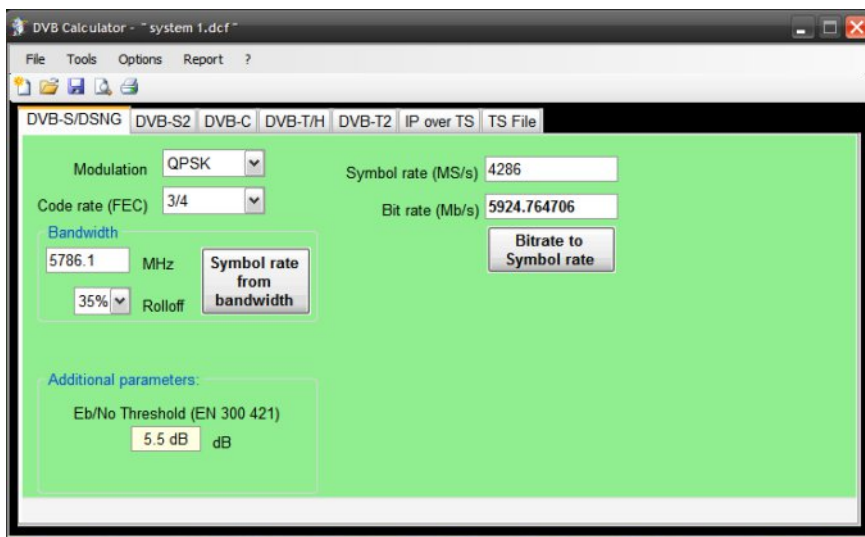 DVB Calculator - ~system 1.dcf~
File Tools Options Report ?
DVB-S/DSNG DVB-S2 DVB-C DVB-T/H DVB-T2 IP over TS TS File
Modulation QPSK
Code rate (FEC) 3/4
Bandwidth
5786.1 MHz
35% Rolloff
Symbol rate
from
bandwidth
Symbol rate (MS/s) 4286
Bit rate (Mb/s) 5924.764706
Bitrate to
Symbol rate
Additional parameters:
Eb/No Threshold (EN 300 421)
5.5 dB dB